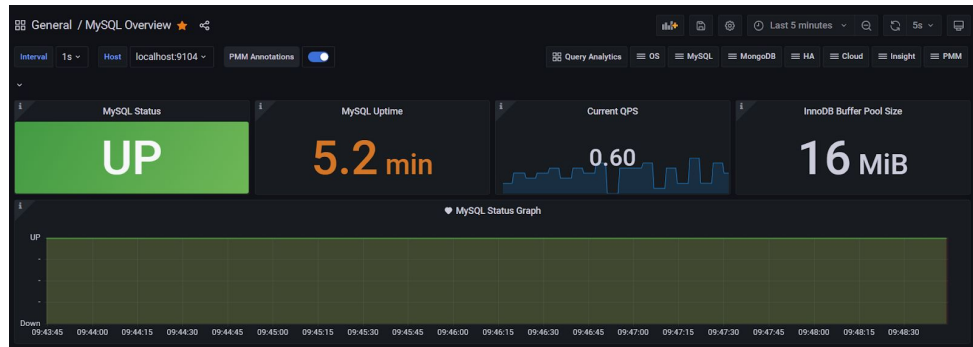 General / MySQL Overview
Last 5 minutes 5s
Interval 1s Host localhost:9104 PMM Annotations Query Analytics OS MySQL MongoDB HA Cloud Insight PMM
MySQL Status MySQL Uptime Current QPS InnoDB Buffer Pool Size
UP 5.2 min 0.60 16 MiB
MySQL Status Graph
UP
-
-
-
Down
09:43:45 09:44:00 09:44:15 09:44:30 09:44:45 09:45:00 09:45:15 09:45:30 09:45:45 09:46:00 09:46:15 09:46:30 09:46:45 09:47:00 09:47:15 09:47:30 09:47:45 09:48:00 09:48:15 09:48:30